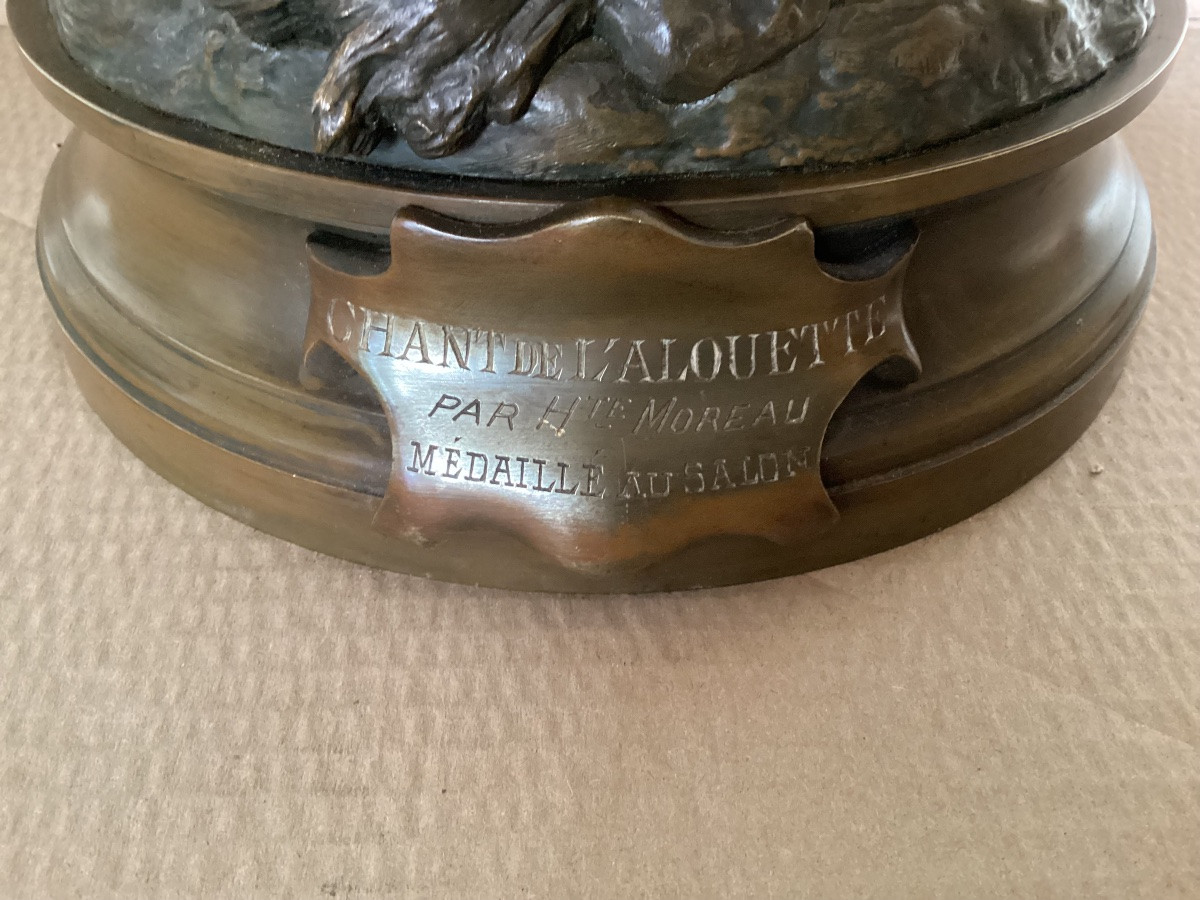 CHANT DE L'ALOUETTE
PAR HTE MOREAU
MÉDAILLÉ AU SALON